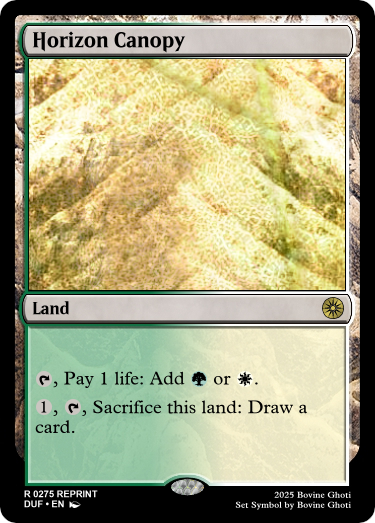 Horizon Canopy
Land
, Pay 1 life: Add or .
1, , Sacrifice this land: Draw a
card.
R 0275 REPRINT
DUF • EN
2025 Bovine Ghoti
Set Symbol by Bovine Ghoti